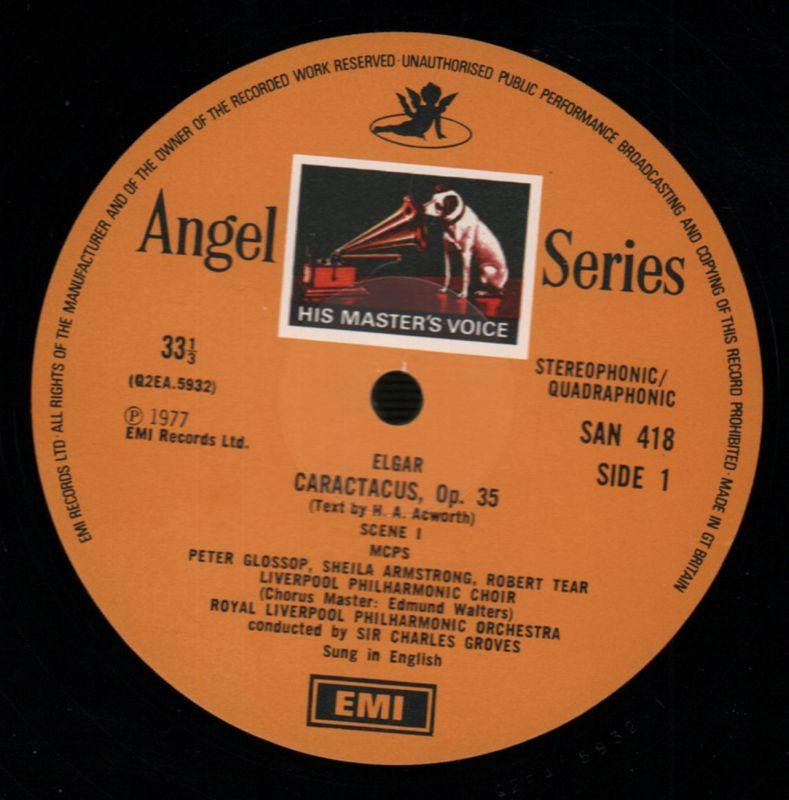 EMI RECORDS LTD·ALL RIGHTS OF THE MANUFACTURER AND OF THE OWNER OF THE RECORDED WORK RESERVED·UNAUTHORISED PUBLIC PERFORMANCE BROADCASTING AND COPYING OF THIS RECORD PROHIBITED·MADE IN GT BRITAIN
Angel Series
HIS MASTER'S VOICE
33⅓
(Q2EA.5932)
Ⓟ 1977
EMI Records Ltd.
STEREOPHONIC/
QUADRAPHONIC
SAN 418
SIDE 1
ELGAR
CARACTACUS, Op. 35
(Text by H. A. Acworth)
SCENE I
MCPS
PETER GLOSSOP, SHEILA ARMSTRONG, ROBERT TEAR
LIVERPOOL PHILHARMONIC CHOIR
(Chorus Master: Edmund Walters)
ROYAL LIVERPOOL PHILHARMONIC ORCHESTRA
conducted by SIR CHARLES GROVES
Sung in English
EMI